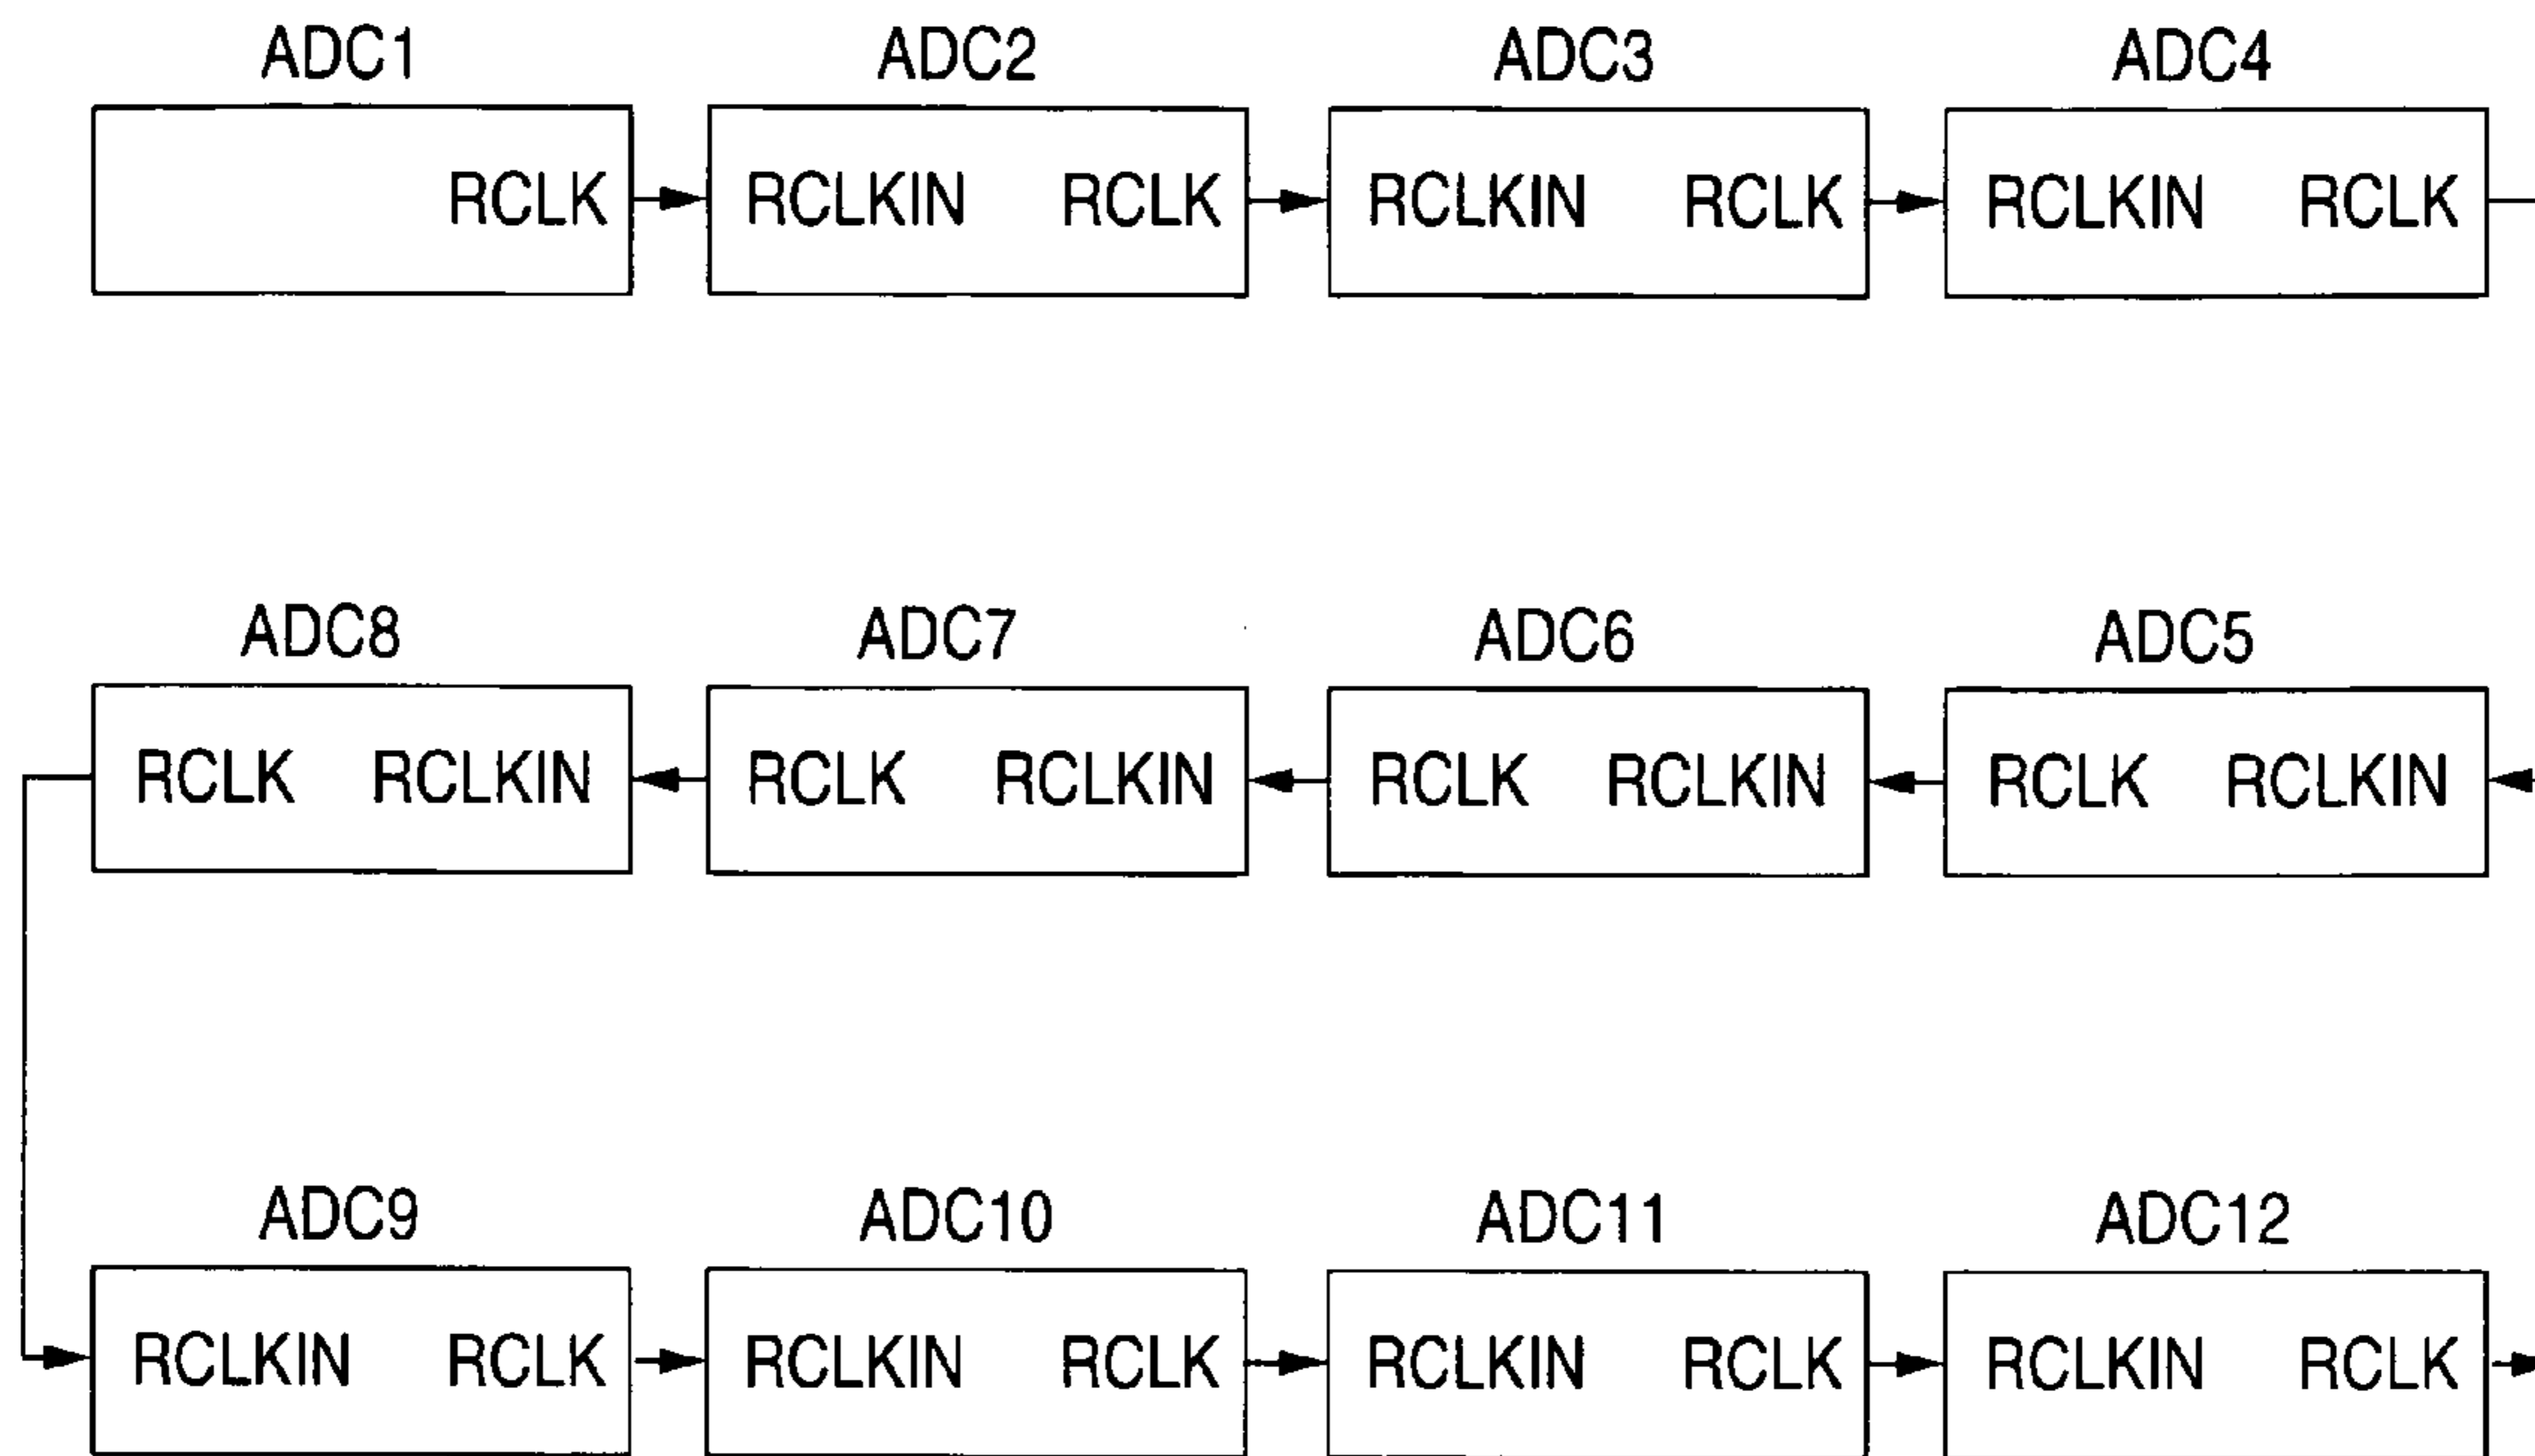 ADC1 ADC2 ADC3 ADC4
RCLK RCLKIN RCLK RCLKIN RCLK RCLKIN RCLK
ADC8 ADC7 ADC6 ADC5
RCLK RCLKIN RCLK RCLKIN RCLK RCLKIN RCLK RCLKIN
ADC9 ADC10 ADC11 ADC12
RCLKIN RCLK RCLKIN RCLK RCLKIN RCLK RCLKIN RCLK